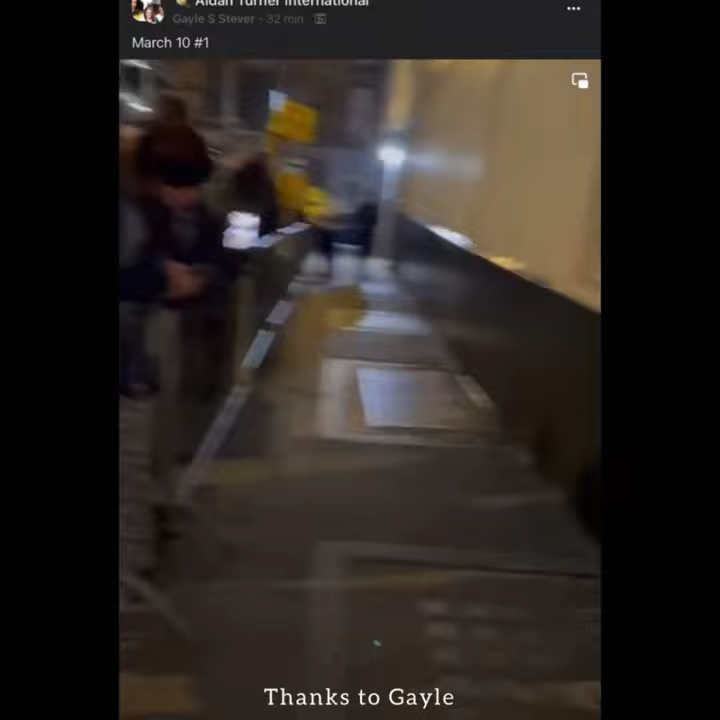 Aidan Turner International
Gayle S Stever · 32 min
March 10 #1
Thanks to Gayle